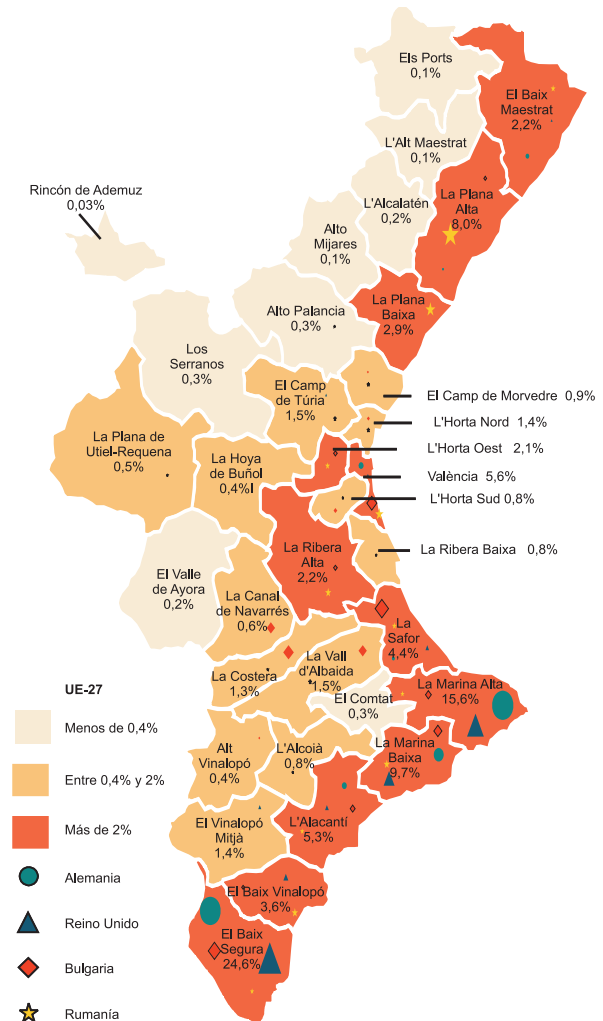 Els Ports
0,1%
El Baix
Maestrat
2,2%
L'Alt Maestrat
0,1%
Rincón de Ademuz
0,03%
L'Alcalatén
0,2%
La Plana
Alta
8,0%
Alto
Mijares
0,1%
La Plana
Baixa
2,9%
Alto Palancia
0,3%
Los
Serranos
0,3%
El Camp
de Túria
1,5%
El Camp de Morvedre 0,9%
L'Horta Nord 1,4%
L'Horta Oest 2,1%
València 5,6%
L'Horta Sud 0,8%
La Plana de
Utiel-Requena
0,5%
La Hoya
de Buñol
0,4%l
La Ribera Baixa 0,8%
La Ribera
Alta
2,2%
El Valle
de Ayora
0,2%
La Canal
de Navarrés
0,6%
La
Safor
4,4%
La Costera
1,3%
La Vall
d'Albaida
1,5%
El Comtat
0,3%
La Marina Alta
15,6%
La Marina
Baixa
9,7%
Alt
Vinalopó
0,4%
L'Alcoià
0,8%
El Vinalopó
Mitjà
1,4%
L'Alacantí
5,3%
El Baix Vinalopó
3,6%
El Baix
Segura
24,6%
UE-27
Menos de 0,4%
Entre 0,4% y 2%
Más de 2%
Alemania
Reino Unido
Bulgaria
Rumanía